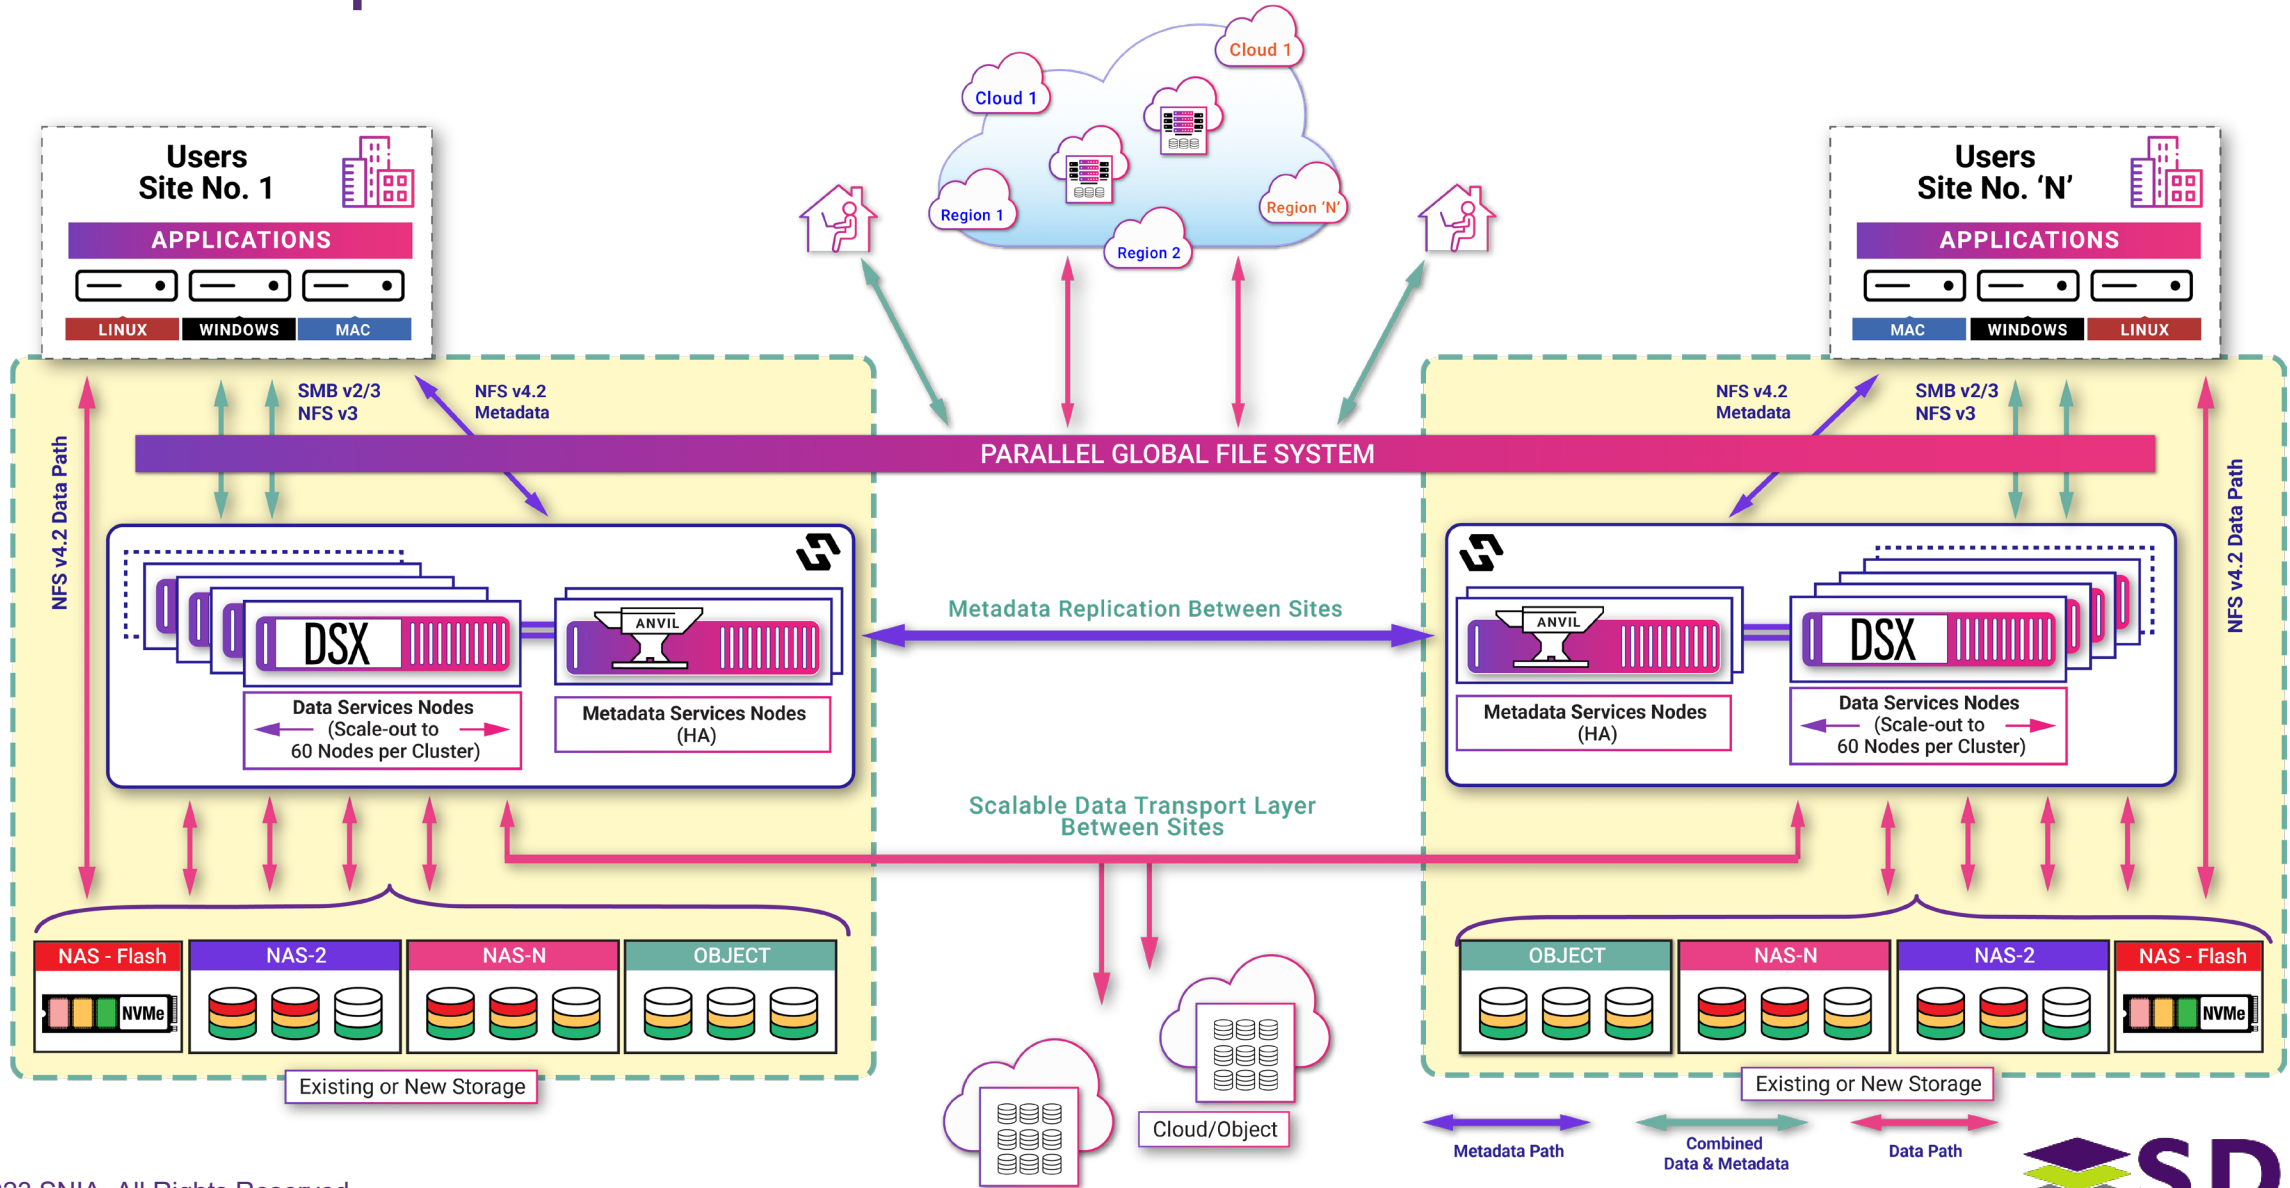 Cloud 1
Cloud 1
Region 1
Region 2
Region ‘N’
Users
Site No. 1
APPLICATIONS
LINUX WINDOWS MAC
Users
Site No. ‘N’
APPLICATIONS
MAC WINDOWS LINUX
SMB v2/3
NFS v3
NFS v4.2
Metadata
NFS v4.2
Metadata
SMB v2/3
NFS v3
PARALLEL GLOBAL FILE SYSTEM
NFS v4.2 Data Path
NFS v4.2 Data Path
DSX
ANVIL
Data Services Nodes
(Scale-out to
60 Nodes per Cluster)
Metadata Services Nodes
(HA)
Metadata Replication Between Sites
ANVIL
DSX
Metadata Services Nodes
(HA)
Data Services Nodes
(Scale-out to
60 Nodes per Cluster)
Scalable Data Transport Layer
Between Sites
NAS - Flash NAS-2 NAS-N OBJECT
NVMe
Existing or New Storage
OBJECT NAS-N NAS-2 NAS - Flash
NVMe
Existing or New Storage
Cloud/Object
Metadata Path
Combined
Data & Metadata
Data Path
SNIA. All Rights Reserved
SD